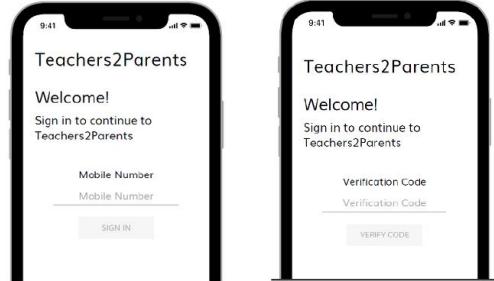 9:41
Teachers2Parents
Welcome!
Sign in to continue to
Teachers2Parents
Mobile Number
Mobile Number
SIGN IN
9:41
Teachers2Parents
Welcome!
Sign in to continue to
Teachers2Parents
Verification Code
Verification Code
VERIFY CODE